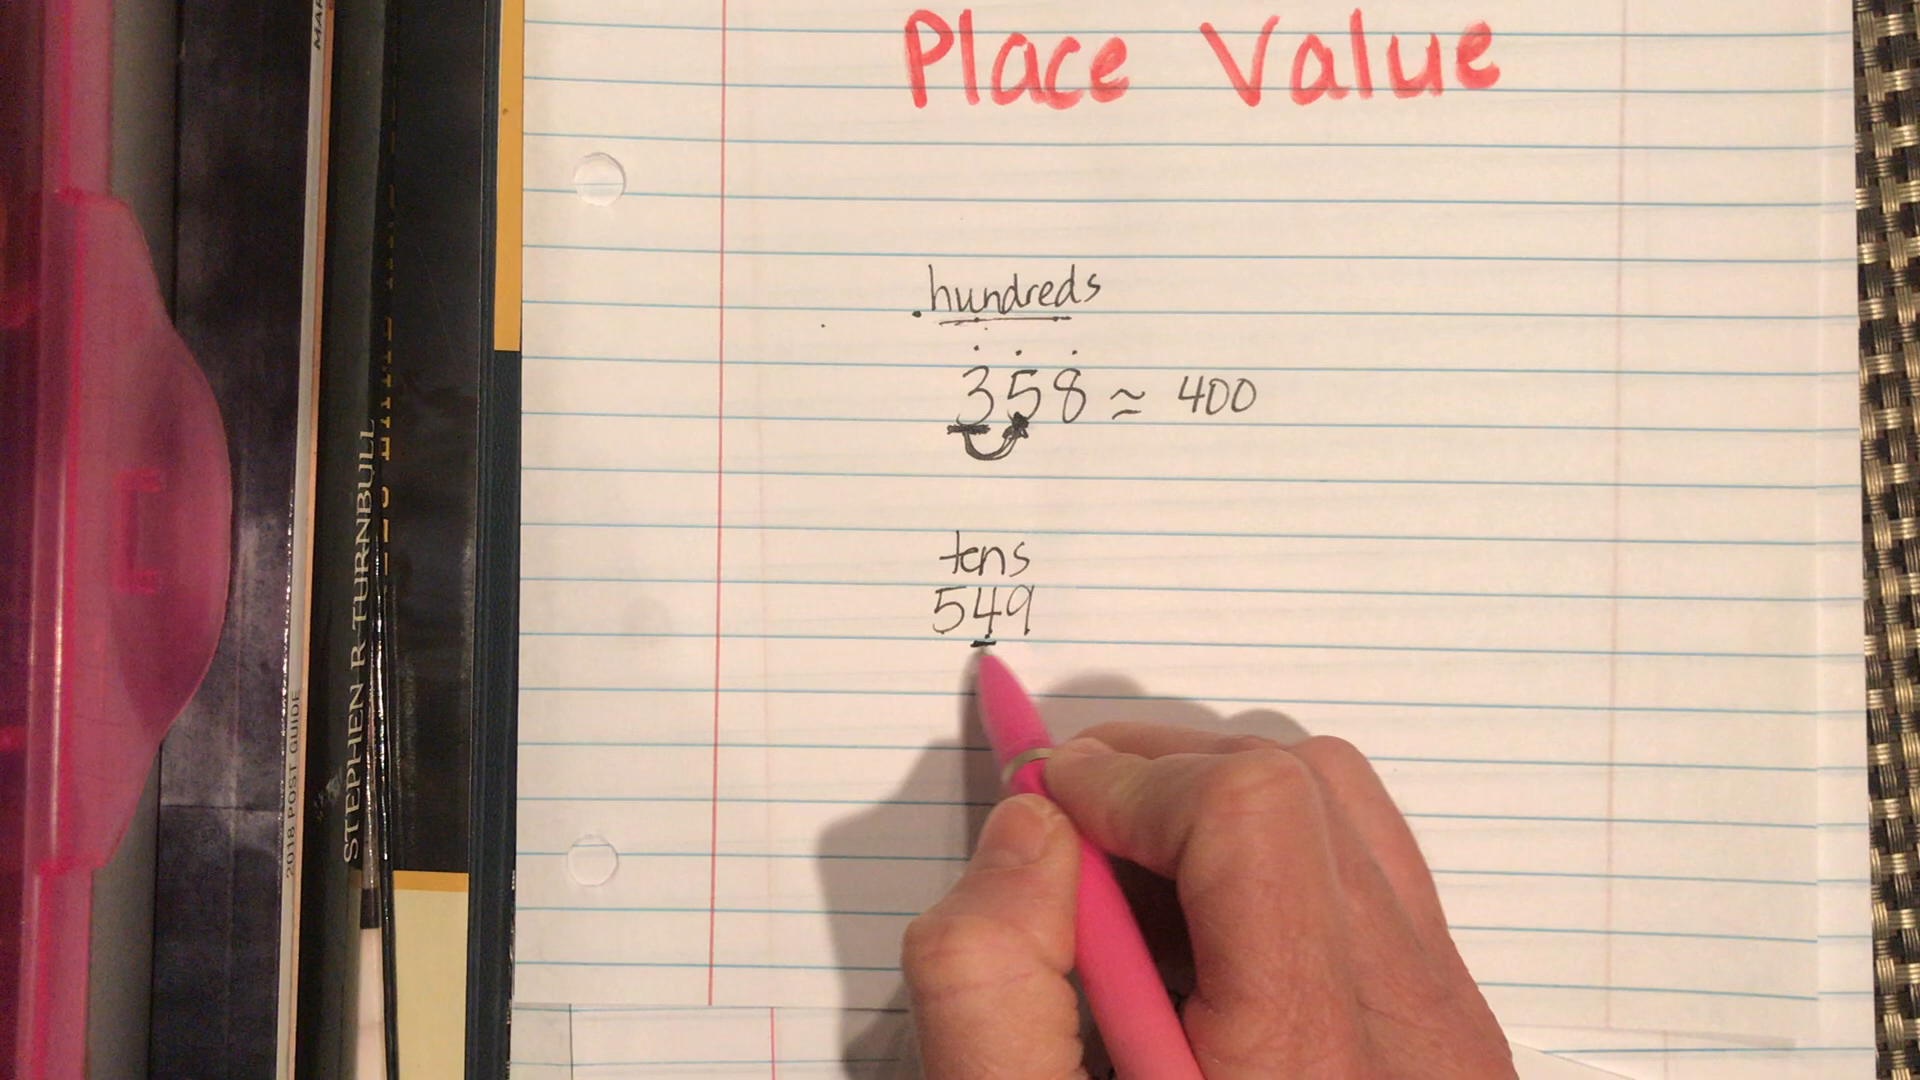 Place Value
hundreds
358 ≈ 400
tens
549
STEPHEN R TURNBULL
2018 POST GUIDE